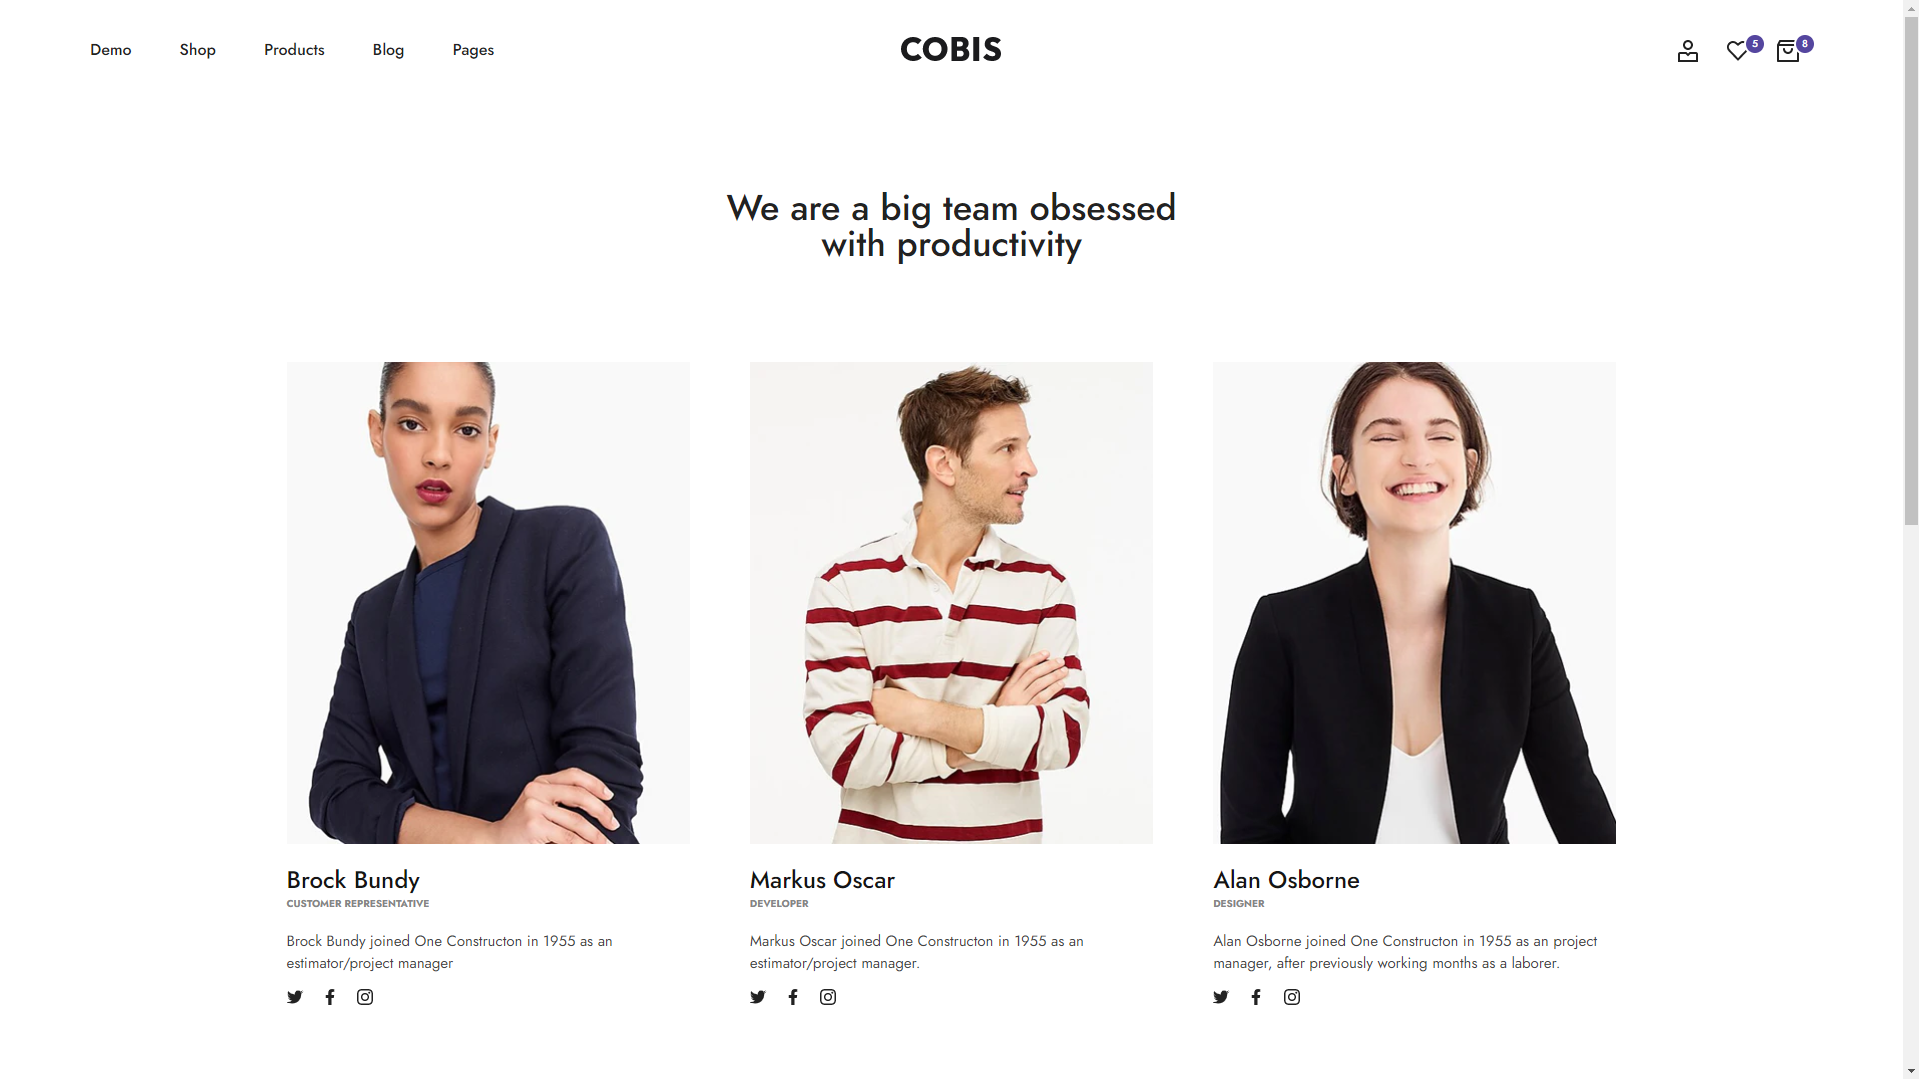 Demo
Shop
Products
Blog
Pages
COBIS
5
8
We are a big team obsessed
with productivity
Brock Bundy
CUSTOMER REPRESENTATIVE
Brock Bundy joined One Constructon in 1955 as an
estimator/project manager
Markus Oscar
DEVELOPER
Markus Oscar joined One Constructon in 1955 as an
estimator/project manager.
Alan Osborne
DESIGNER
Alan Osborne joined One Constructon in 1955 as an project
manager, after previously working months as a laborer.